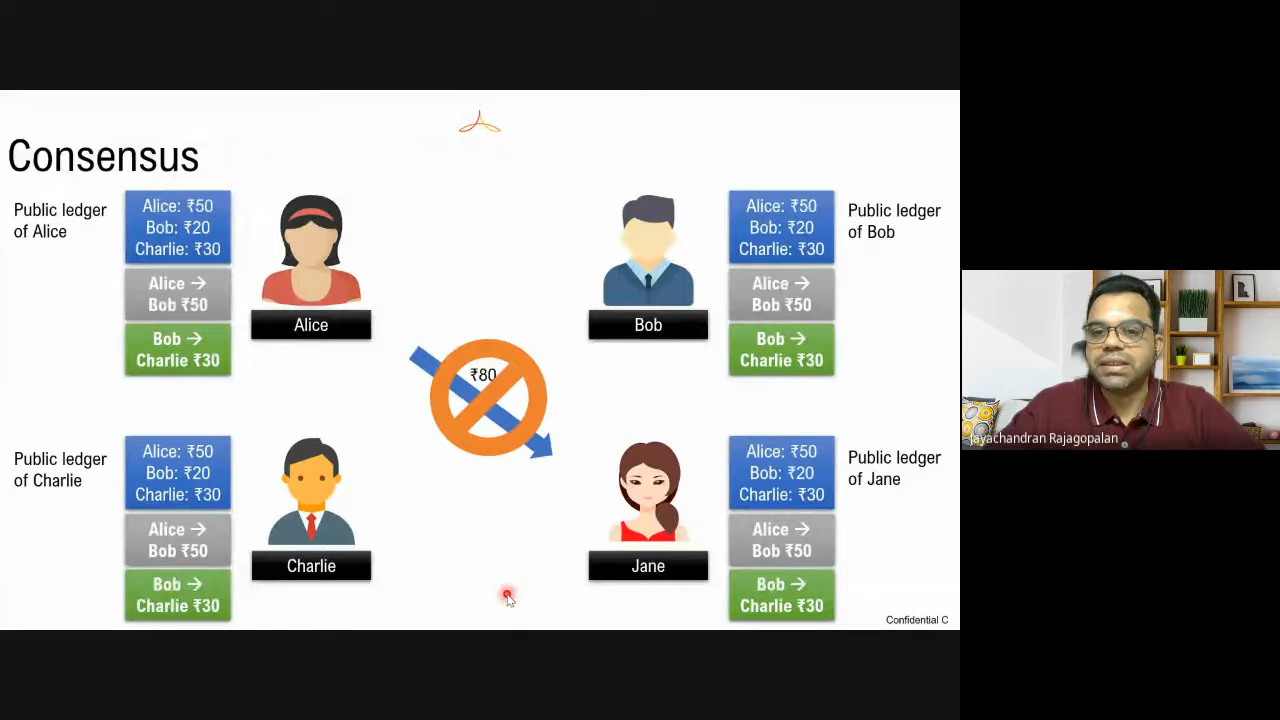 Consensus
Public ledger
of Alice
Alice: ₹50
Bob: ₹20
Charlie: ₹30
Alice →
Bob ₹50
Bob →
Charlie ₹30
Alice
Bob
Alice: ₹50
Bob: ₹20
Charlie: ₹30
Alice →
Bob ₹50
Bob →
Charlie ₹30
Public ledger
of Bob
₹80
Public ledger
of Charlie
Alice: ₹50
Bob: ₹20
Charlie: ₹30
Alice →
Bob ₹50
Bob →
Charlie ₹30
Charlie
Jane
Alice: ₹50
Bob: ₹20
Charlie: ₹30
Alice →
Bob ₹50
Bob →
Charlie ₹30
Public ledger
of Jane
Confidential C
Jayachandran Rajagopalan